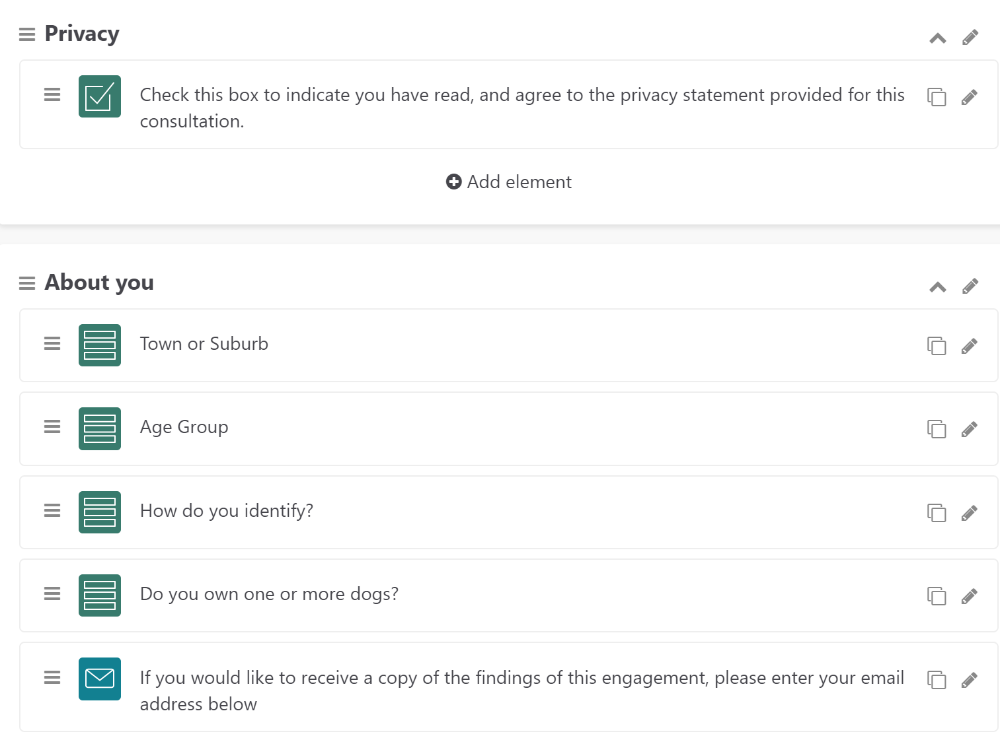 Privacy
Check this box to indicate you have read, and agree to the privacy statement provided for this
consultation.
Add element
About you
Town or Suburb
Age Group
How do you identify?
Do you own one or more dogs?
If you would like to receive a copy of the findings of this engagement, please enter your email
address below